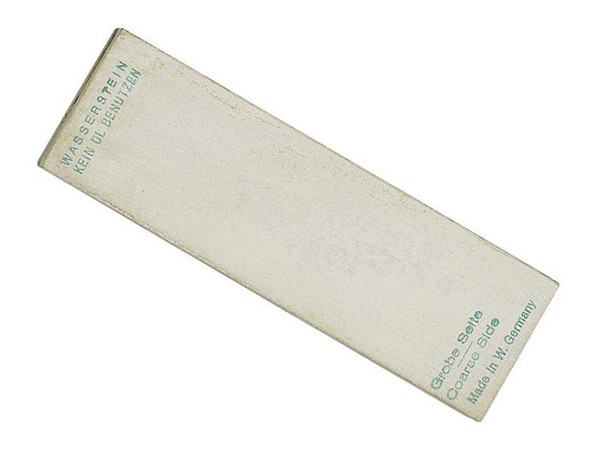 WASSERSTEIN
KEIN ÖL BENUTZEN
Grobe Seite
Coarse Side
Made in W. Germany